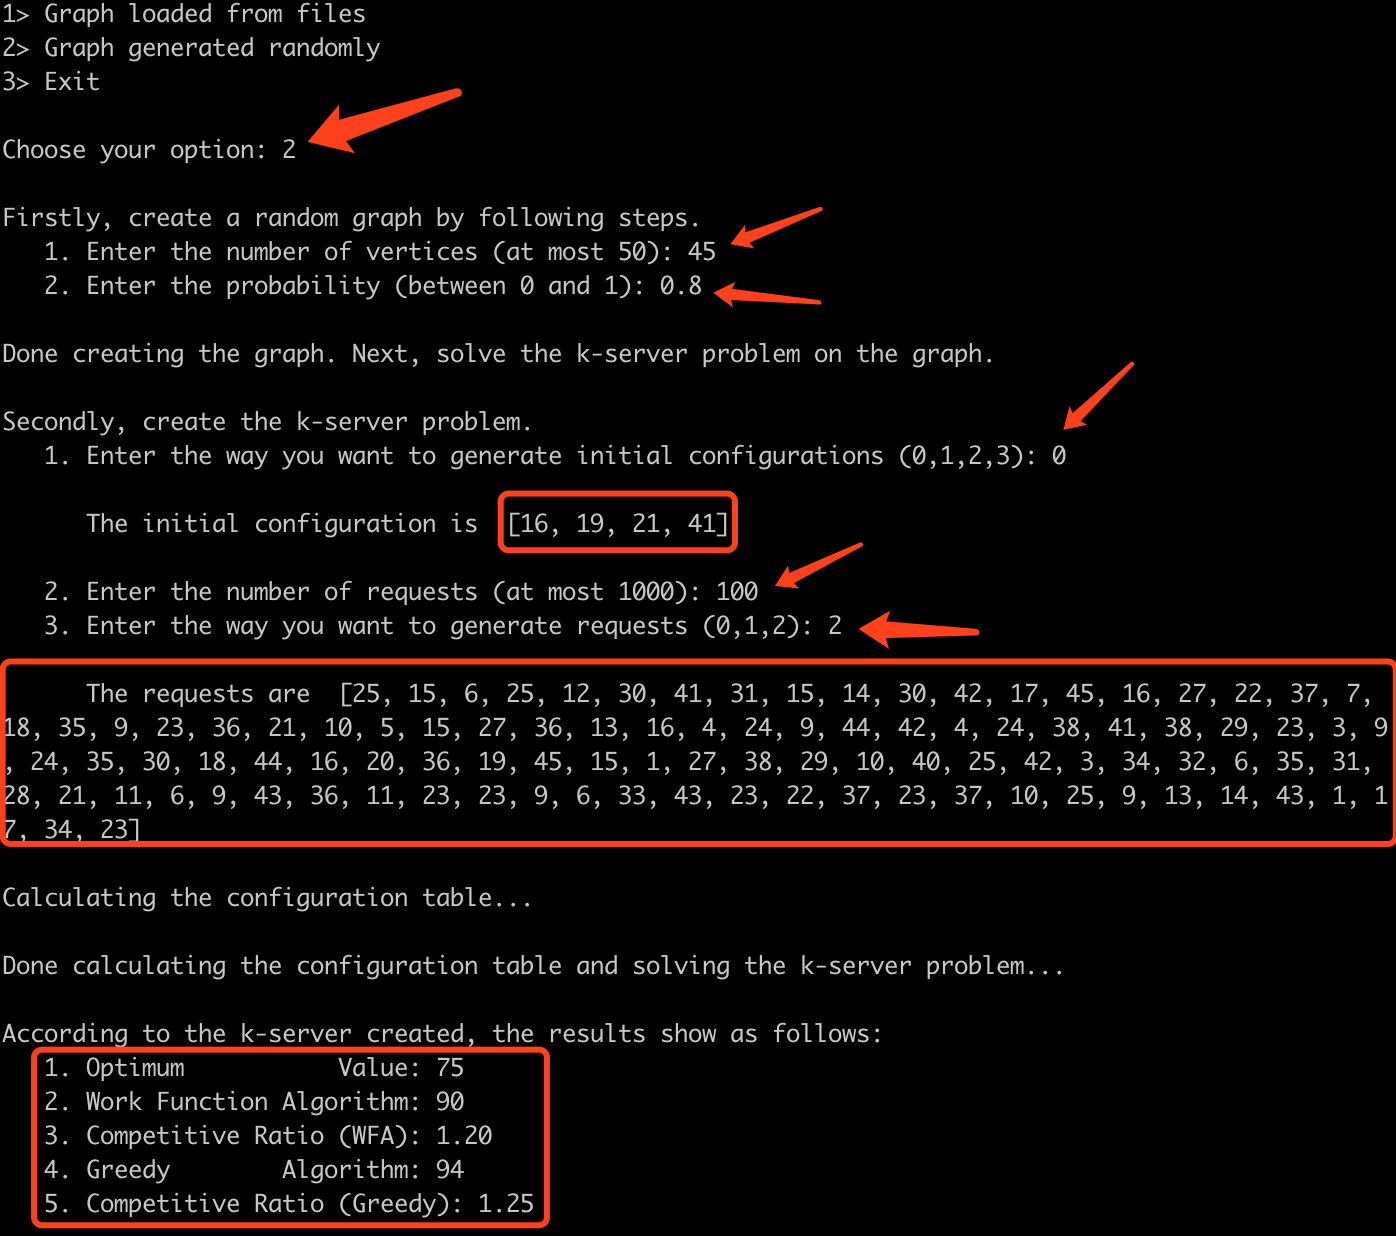 1> Graph loaded from files
2> Graph generated randomly
3> Exit
Choose your option: 2
Firstly, create a random graph by following steps.
1. Enter the number of vertices (at most 50): 45
2. Enter the probability (between 0 and 1): 0.8
Done creating the graph. Next, solve the k-server problem on the graph.
Secondly, create the k-server problem.
1. Enter the way you want to generate initial configurations (0,1,2,3): 0
The initial configuration is  [16, 19, 21, 41]
2. Enter the number of requests (at most 1000): 100
3. Enter the way you want to generate requests (0,1,2): 2
The requests are  [25, 15, 6, 25, 12, 30, 41, 31, 15, 14, 30, 42, 17, 45, 16, 27, 22, 37, 7,
18, 35, 9, 23, 36, 21, 10, 5, 15, 27, 36, 13, 16, 4, 24, 9, 44, 42, 4, 24, 38, 41, 38, 29, 23, 3, 9
, 24, 35, 30, 18, 44, 16, 20, 36, 19, 45, 15, 1, 27, 38, 29, 10, 40, 25, 42, 3, 34, 32, 6, 35, 31,
28, 21, 11, 6, 9, 43, 36, 11, 23, 23, 9, 6, 33, 43, 23, 22, 37, 23, 37, 10, 25, 9, 13, 14, 43, 1, 1
7, 34, 23]
Calculating the configuration table...
Done calculating the configuration table and solving the k-server problem...
According to the k-server created, the results show as follows:
1. Optimum           Value: 75
2. Work Function Algorithm: 90
3. Competitive Ratio (WFA): 1.20
4. Greedy        Algorithm: 94
5. Competitive Ratio (Greedy): 1.25